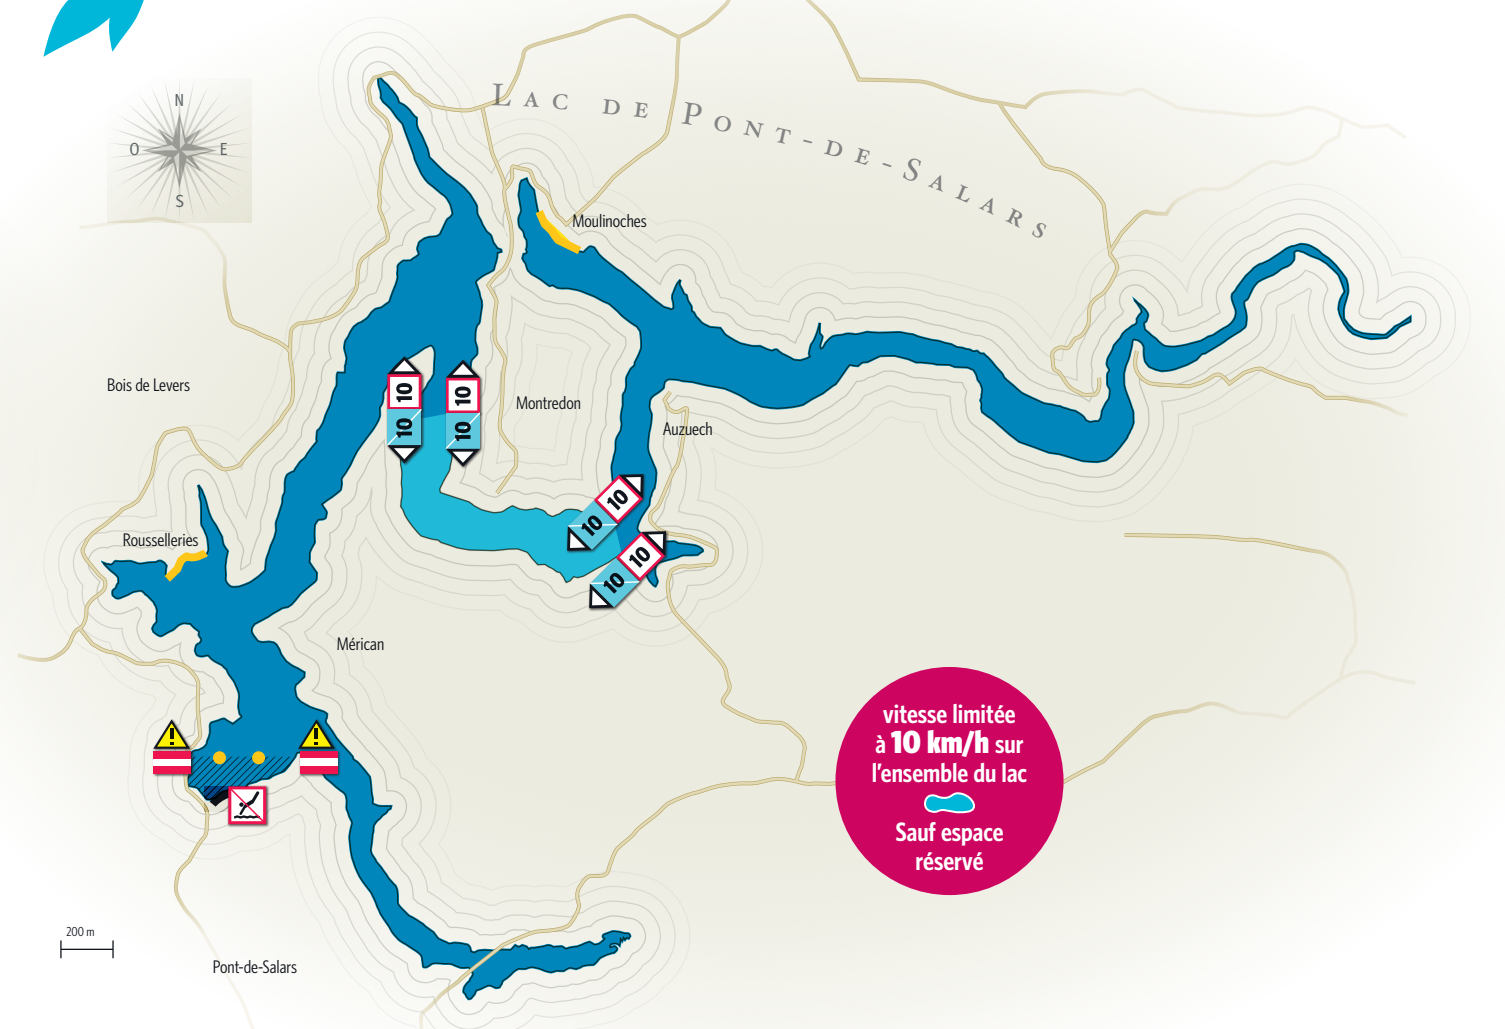 LAC DE PONT-DE-SALARS
N
O
E
S
Moulinoches
Bois de Levers
10
10
10
10
Montredon
Auzuech
10
10
10
10
Rousselleries
Mérican
vitesse limitée
à 10 km/h sur
l'ensemble du lac
Sauf espace
réservé
!
!
200 m
Pont-de-Salars